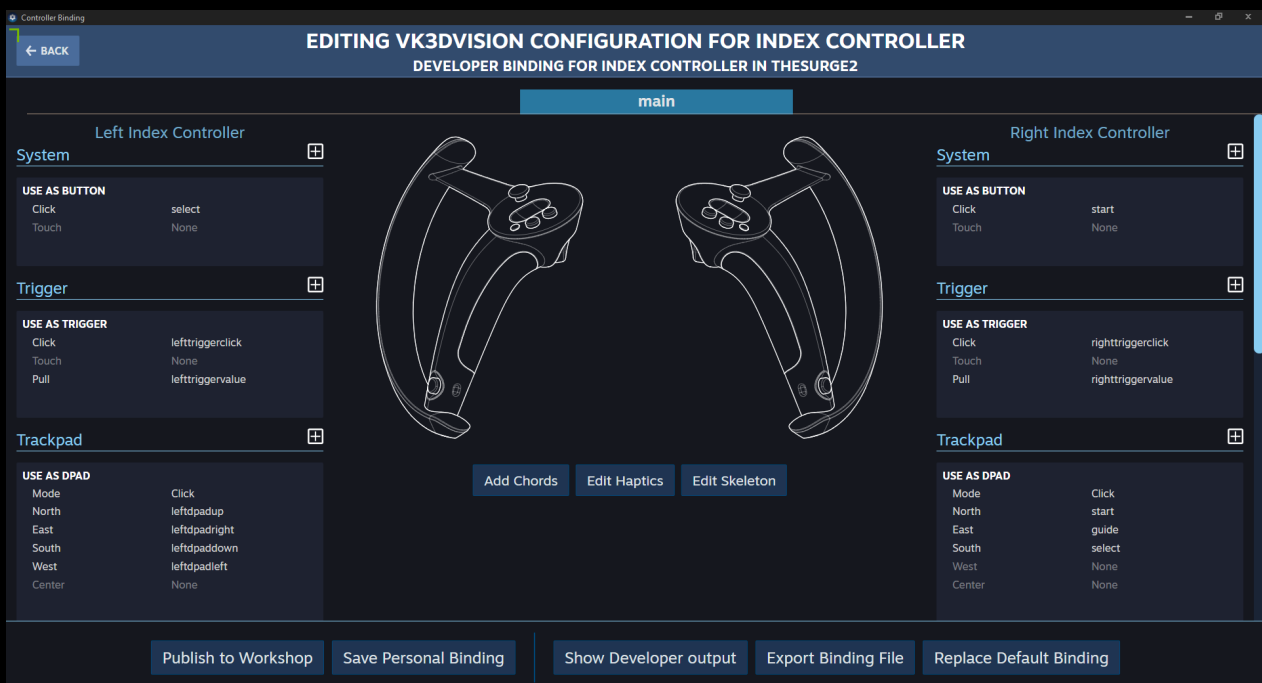 Controller Binding
← BACK
EDITING VK3DVISION CONFIGURATION FOR INDEX CONTROLLER
DEVELOPER BINDING FOR INDEX CONTROLLER IN THESURGE2
main
Left Index Controller
System
USE AS BUTTON
Click select
Touch None
Trigger
USE AS TRIGGER
Click lefttriggerclick
Touch None
Pull lefttriggervalue
Trackpad
USE AS DPAD
Mode Click
North leftdpadup
East leftdpadright
South leftdpaddown
West leftdpadleft
Center None
Add Chords Edit Haptics Edit Skeleton
Right Index Controller
System
USE AS BUTTON
Click start
Touch None
Trigger
USE AS TRIGGER
Click righttriggerclick
Touch None
Pull righttriggervalue
Trackpad
USE AS DPAD
Mode Click
North start
East guide
South select
West None
Center None
Publish to Workshop Save Personal Binding Show Developer output Export Binding File Replace Default Binding